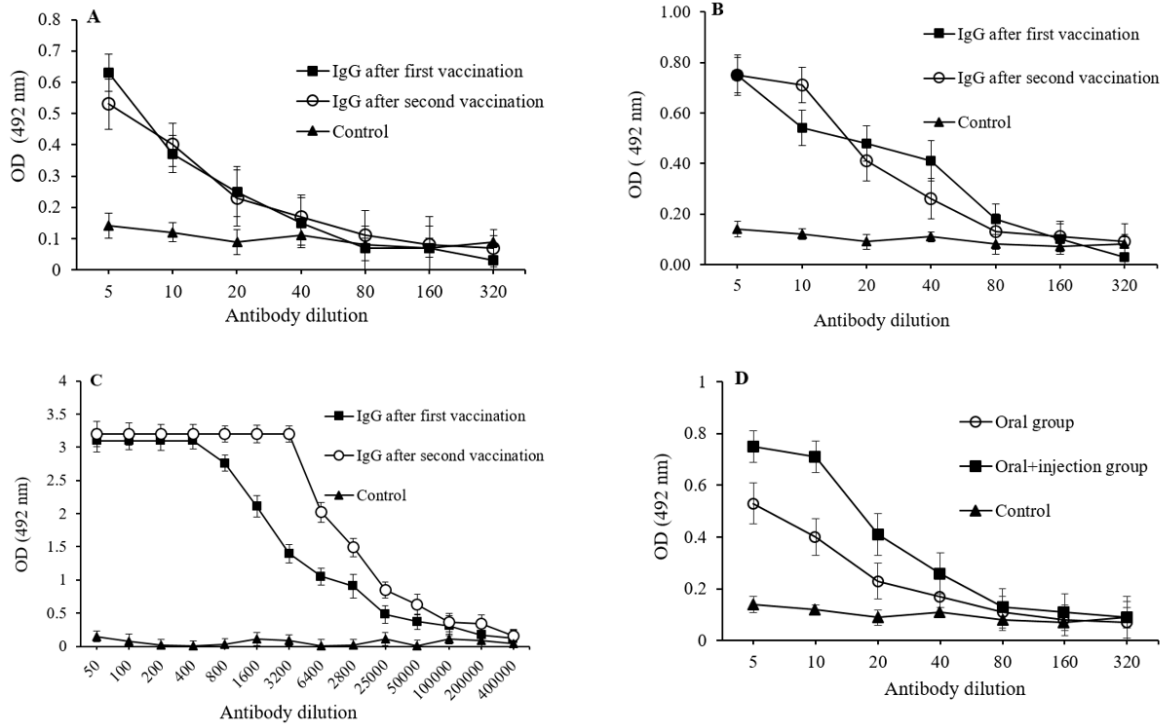 A
0.8
0.7
0.6
0.5
0.4
0.3
0.2
0.1
0
OD (492 nm)
IgG after first vaccination
IgG after second vaccination
Control
5 10 20 40 80 160 320
Antibody dilution
B
1.00
0.80
0.60
0.40
0.20
0.00
OD ( 492 nm)
IgG after first vaccination
IgG after second vaccination
Control
5 10 20 40 80 160 320
Antibody dilution
C
4
3.5
3
2.5
2
1.5
1
0.5
0
OD (492 nm)
IgG after first vaccination
IgG after second vaccination
Control
50 100 200 400 800 1600 3200 6400 2800 25000 50000 100000 200000 400000
Antibody dilution
D
1
0.8
0.6
0.4
0.2
0
OD (492 nm)
Oral group
Oral+injection group
Control
5 10 20 40 80 160 320
Antibody dilution